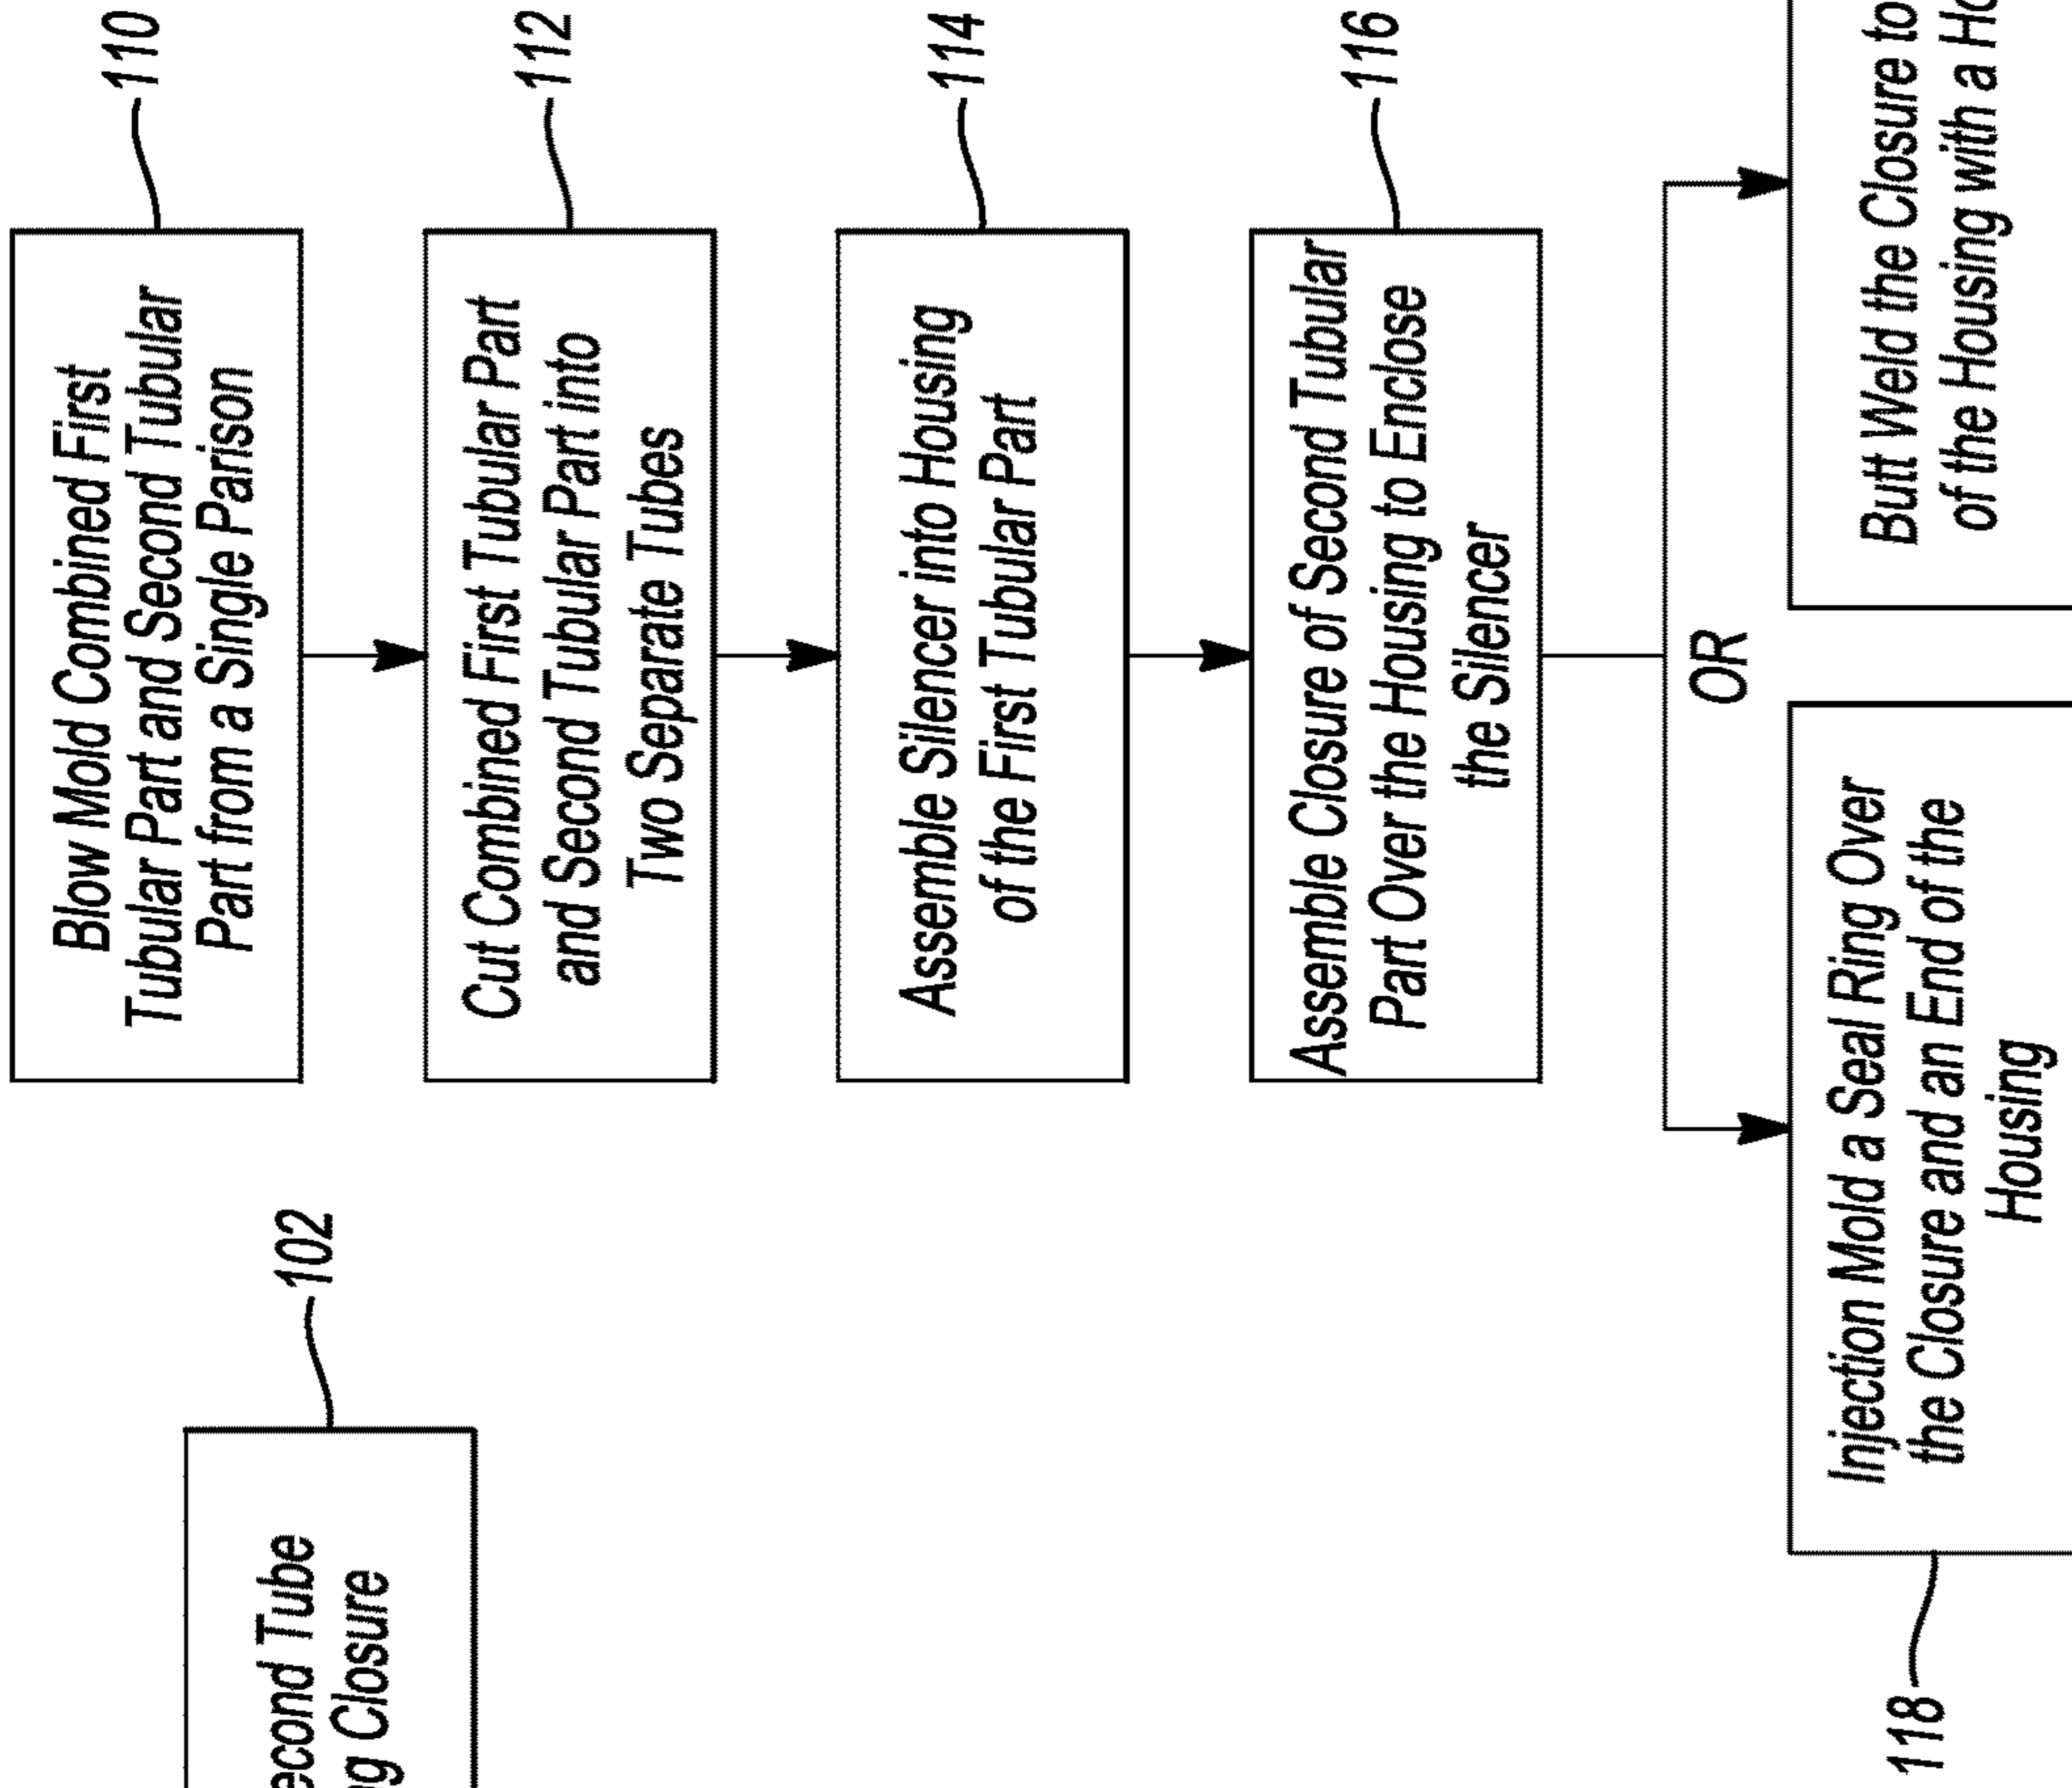 Blow Mold Combined First
Tubular Part and Second Tubular
Part from a Single Parison
110
Cut Combined First Tubular Part
and Second Tubular Part into
Two Separate Tubes
112
Assemble Silencer into Housing
of the First Tubular Part
114
Assemble Closure of Second Tubular
Part Over the Housing to Enclose
the Silencer
116
OR
118
Injection Mold a Seal Ring Over
the Closure and an End of the
Housing
Butt Weld the Closure to
of the Housing with a Ho
econd Tube
ng Closure
102